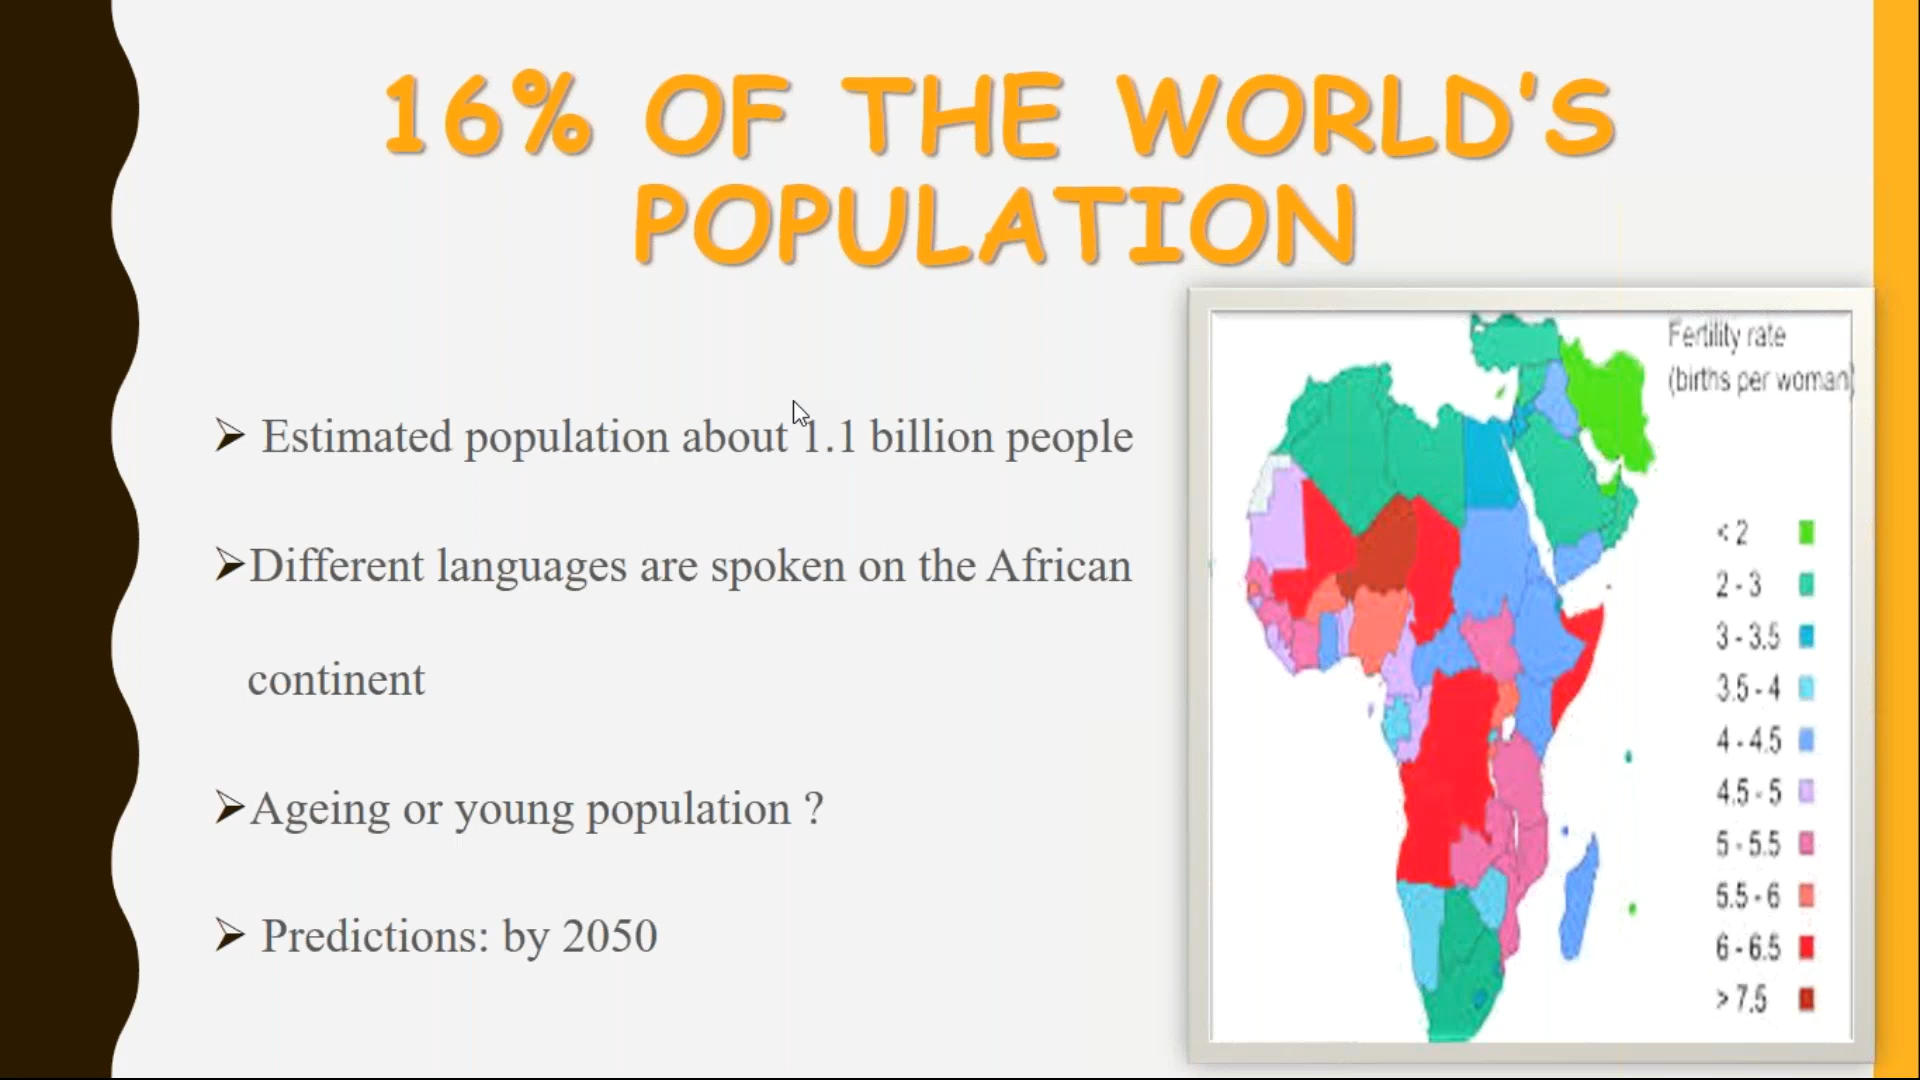 16% OF THE WORLD'S
POPULATION
➢ Estimated population about 1.1 billion people
➢Different languages are spoken on the African
continent
➢Ageing or young population ?
➢ Predictions: by 2050
Fertility rate
(births per woman)
< 2
2 - 3
3 - 3.5
3.5 - 4
4 - 4.5
4.5 - 5
5 - 5.5
5.5 - 6
6 - 6.5
> 7.5